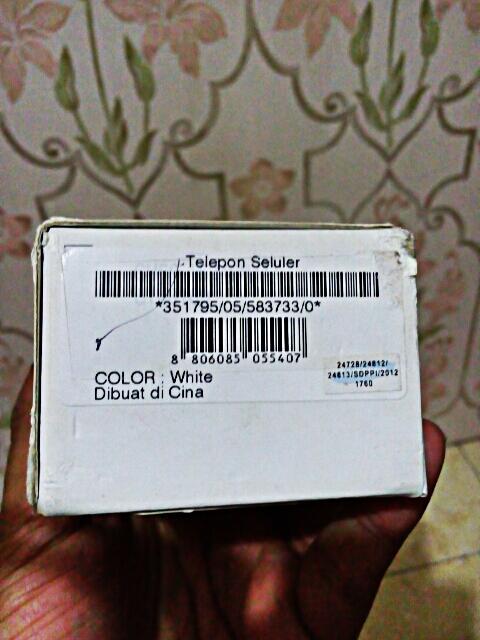 Telepon Seluler
*351795/05/583733/0*
8 806085 055407
COLOR : White
Dibuat di Cina
24728/24612/
24613/SDPPI/2012
1760